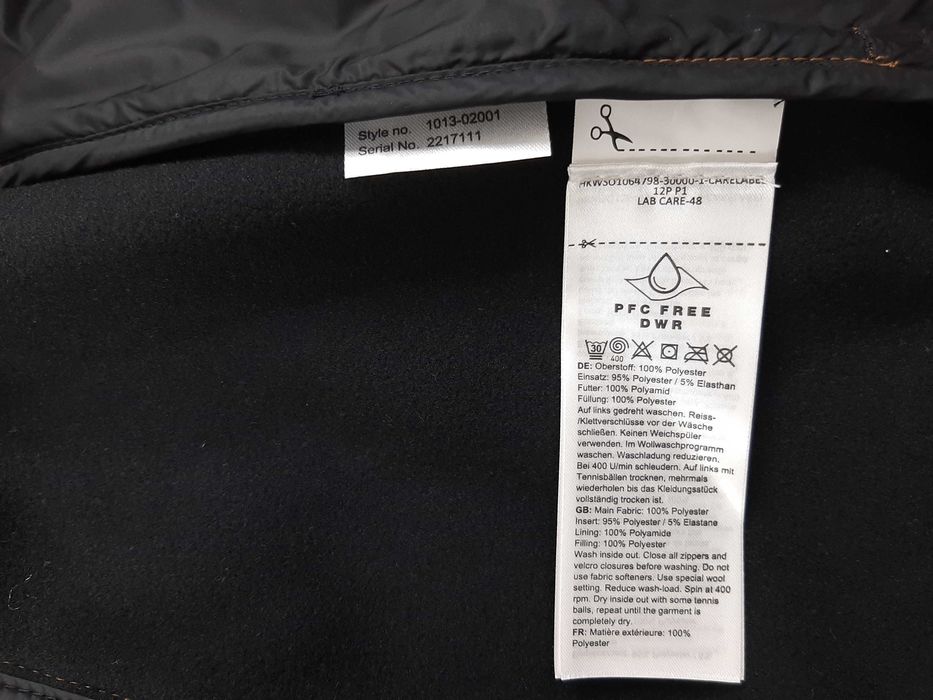 Style no. 1013-02001
Serial No. 2217111
HKWSO1064798-30000-1-CARELABEL
12P P1
LAB CARE-48
PFC FREE
DWR
30
400
DE: Oberstoff: 100% Polyester
Einsatz: 95% Polyester / 5% Elasthan
Futter: 100% Polyamid
Füllung: 100% Polyester
Auf links gedreht waschen. Reiss-
/Klettverschlüsse vor der Wäsche
schließen. Keinen Weichspüler
verwenden. Im Wollwaschprogramm
waschen. Waschladung reduzieren.
Bei 400 U/min schleudern. Auf links mit
Tennisbällen trocknen, mehrmals
wiederholen bis das Kleidungsstück
vollständig trocken ist.
GB: Main Fabric: 100% Polyester
Insert: 95% Polyester / 5% Elastane
Lining: 100% Polyamide
Filling: 100% Polyester
Wash inside out. Close all zippers and
velcro closures before washing. Do not
use fabric softeners. Use special wool
setting. Reduce wash-load. Spin at 400
rpm. Dry inside out with some tennis
balls, repeat until the garment is
completely dry.
FR: Matière extérieure: 100%
Polyester